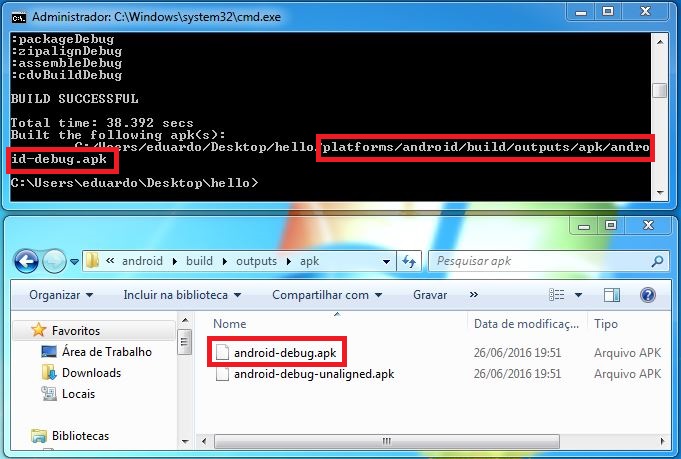 Administrador: C:\Windows\system32\cmd.exe
:packageDebug
:zipalignDebug
:assembleDebug
:cdvBuildDebug
BUILD SUCCESSFUL
Total time: 38.392 secs
Built the following apk(s):
C:/Users/eduardo/Desktop/hello/platforms/android/build/outputs/apk/andro
id-debug.apk
C:\Users\eduardo\Desktop\hello>
« android build outputs apk
Pesquisar apk
Organizar Incluir na biblioteca Compartilhar com Gravar »
Favoritos
Área de Trabalho
Downloads
Locais
Bibliotecas
Nome Data de modificaç... Tipo
android-debug.apk 26/06/2016 19:51 Arquivo APK
android-debug-unaligned.apk 26/06/2016 19:51 Arquivo APK